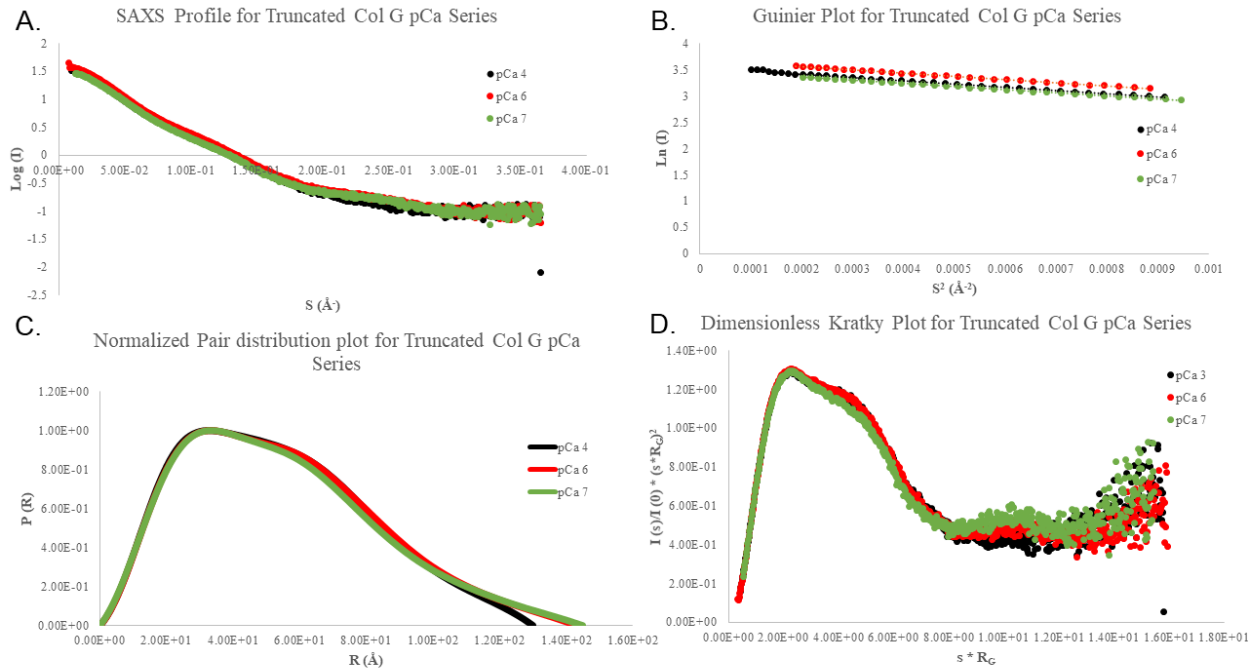 A.
SAXS Profile for Truncated Col G pCa Series
2
1.5
1
0.5
0
-0.5
-1
-1.5
-2
-2.5
0.00E+00 5.00E-02 1.00E-01 1.50E-01 2.00E-01 2.50E-01 3.00E-01 3.50E-01 4.00E-01
Log (I)
S (Å-)
pCa 4
pCa 6
pCa 7
B.
Guinier Plot for Truncated Col G pCa Series
4
3.5
3
2.5
2
1.5
1
0.5
0
0 0.0001 0.0002 0.0003 0.0004 0.0005 0.0006 0.0007 0.0008 0.0009 0.001
Ln (I)
S² (Å-²)
pCa 4
pCa 6
pCa 7
C.
Normalized Pair distribution plot for Truncated Col G pCa
Series
1.20E+00
1.00E+00
8.00E-01
6.00E-01
4.00E-01
2.00E-01
0.00E+00
0.00E+00 2.00E+01 4.00E+01 6.00E+01 8.00E+01 1.00E+02 1.20E+02 1.40E+02 1.60E+02
P (R)
R (Å)
pCa 4
pCa 6
pCa 7
D.
Dimensionless Kratky Plot for Truncated Col G pCa Series
1.40E+00
1.20E+00
1.00E+00
8.00E-01
6.00E-01
4.00E-01
2.00E-01
0.00E+00
0.00E+00 2.00E+00 4.00E+00 6.00E+00 8.00E+00 1.00E+01 1.20E+01 1.40E+01 1.60E+01 1.80E+01
I (s)/I (0) * (s*R_G)²
s * R_G
pCa 3
pCa 6
pCa 7